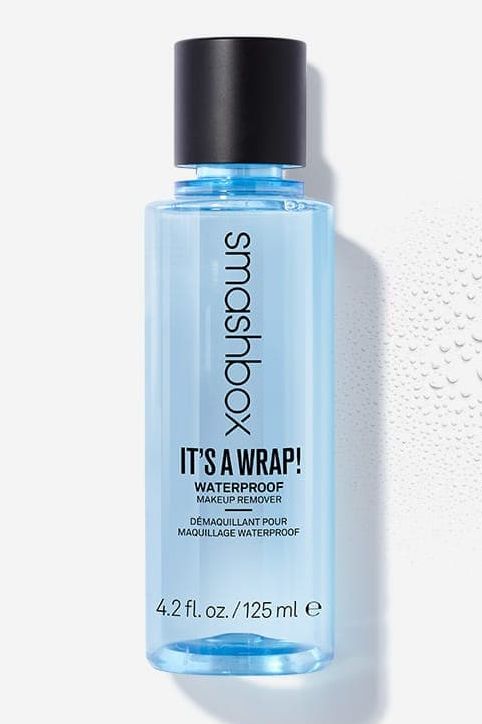 smashbox
IT'S A WRAP!
WATERPROOF
MAKEUP REMOVER
DÉMAQUILLANT POUR
MAQUILLAGE WATERPROOF
4.2 fl. oz. / 125 ml ℮